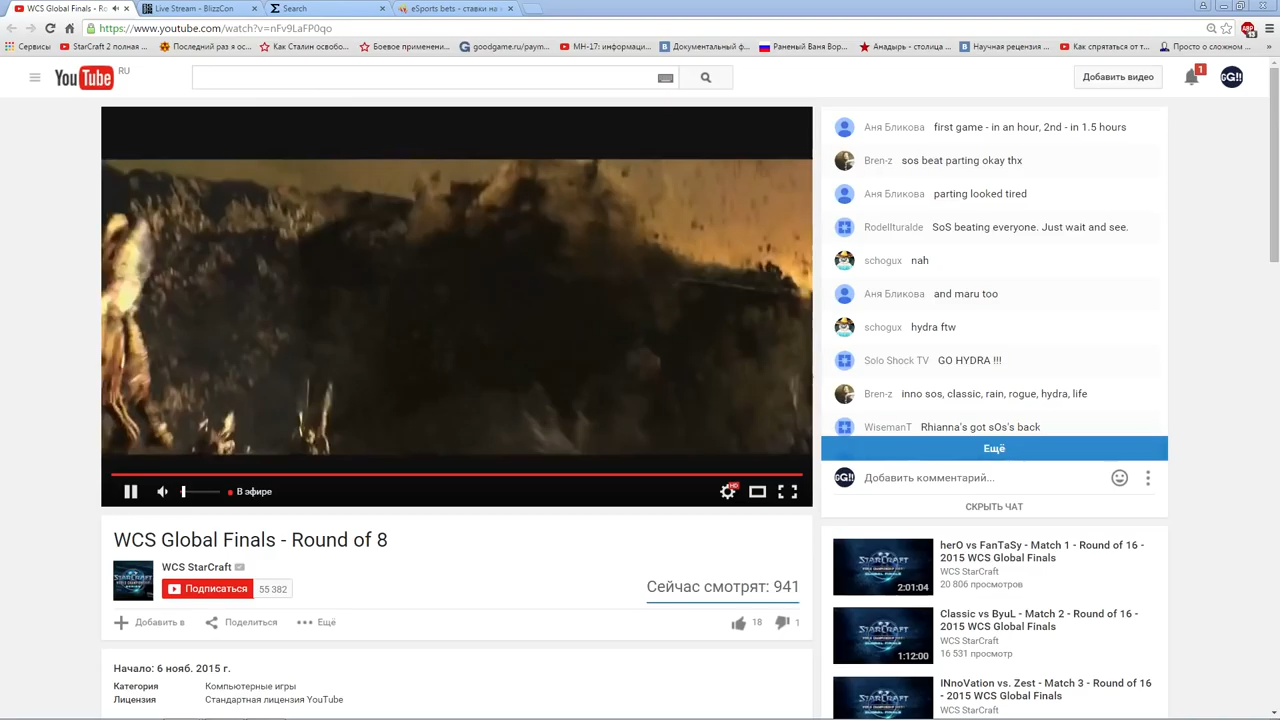 WCS Global Finals - Ro
Live Stream - BlizzCon
Search
eSports bets - ставки на к
https://www.youtube.com/watch?v=nFv9LaFP0qo
Сервисы
StarCraft 2 полная ...
Последний раз я ос...
Как Сталин освобо...
Боевое применени...
goodgame.ru/paym...
МН-17: информаци...
Документальный ф...
Раненый Ваня Вор...
Анадырь - столица ...
Научная рецензия ...
Как спрятаться от т...
Просто о сложном ...
YouTube RU
Добавить видео
1
GG!!
Аня Бликова first game - in an hour, 2nd - in 1.5 hours
Bren-z sos beat parting okay thx
Аня Бликова parting looked tired
RodelIturalde SoS beating everyone. Just wait and see.
schogux nah
Аня Бликова and maru too
schogux hydra ftw
Solo Shock TV GO HYDRA !!!
Bren-z inno sos, classic, rain, rogue, hydra, life
WisemanT Rhianna's got sOs's back
Ещё
GG!! Добавить комментарий...
СКРЫТЬ ЧАТ
В эфире
HD
WCS Global Finals - Round of 8
WCS StarCraft
Подписаться 55 382
Сейчас смотрят: 941
Добавить в
Поделиться
Ещё
18
1
Начало: 6 нояб. 2015 г.
Категория Компьютерные игры
Лицензия Стандартная лицензия YouTube
herO vs FanTaSy - Match 1 - Round of 16 -
2015 WCS Global Finals
WCS StarCraft
20 806 просмотров
2:01:04
Classic vs ByuL - Match 2 - Round of 16 -
2015 WCS Global Finals
WCS StarCraft
16 531 просмотр
1:12:00
INnoVation vs. Zest - Match 3 - Round of 16
- 2015 WCS Global Finals
WCS StarCraft